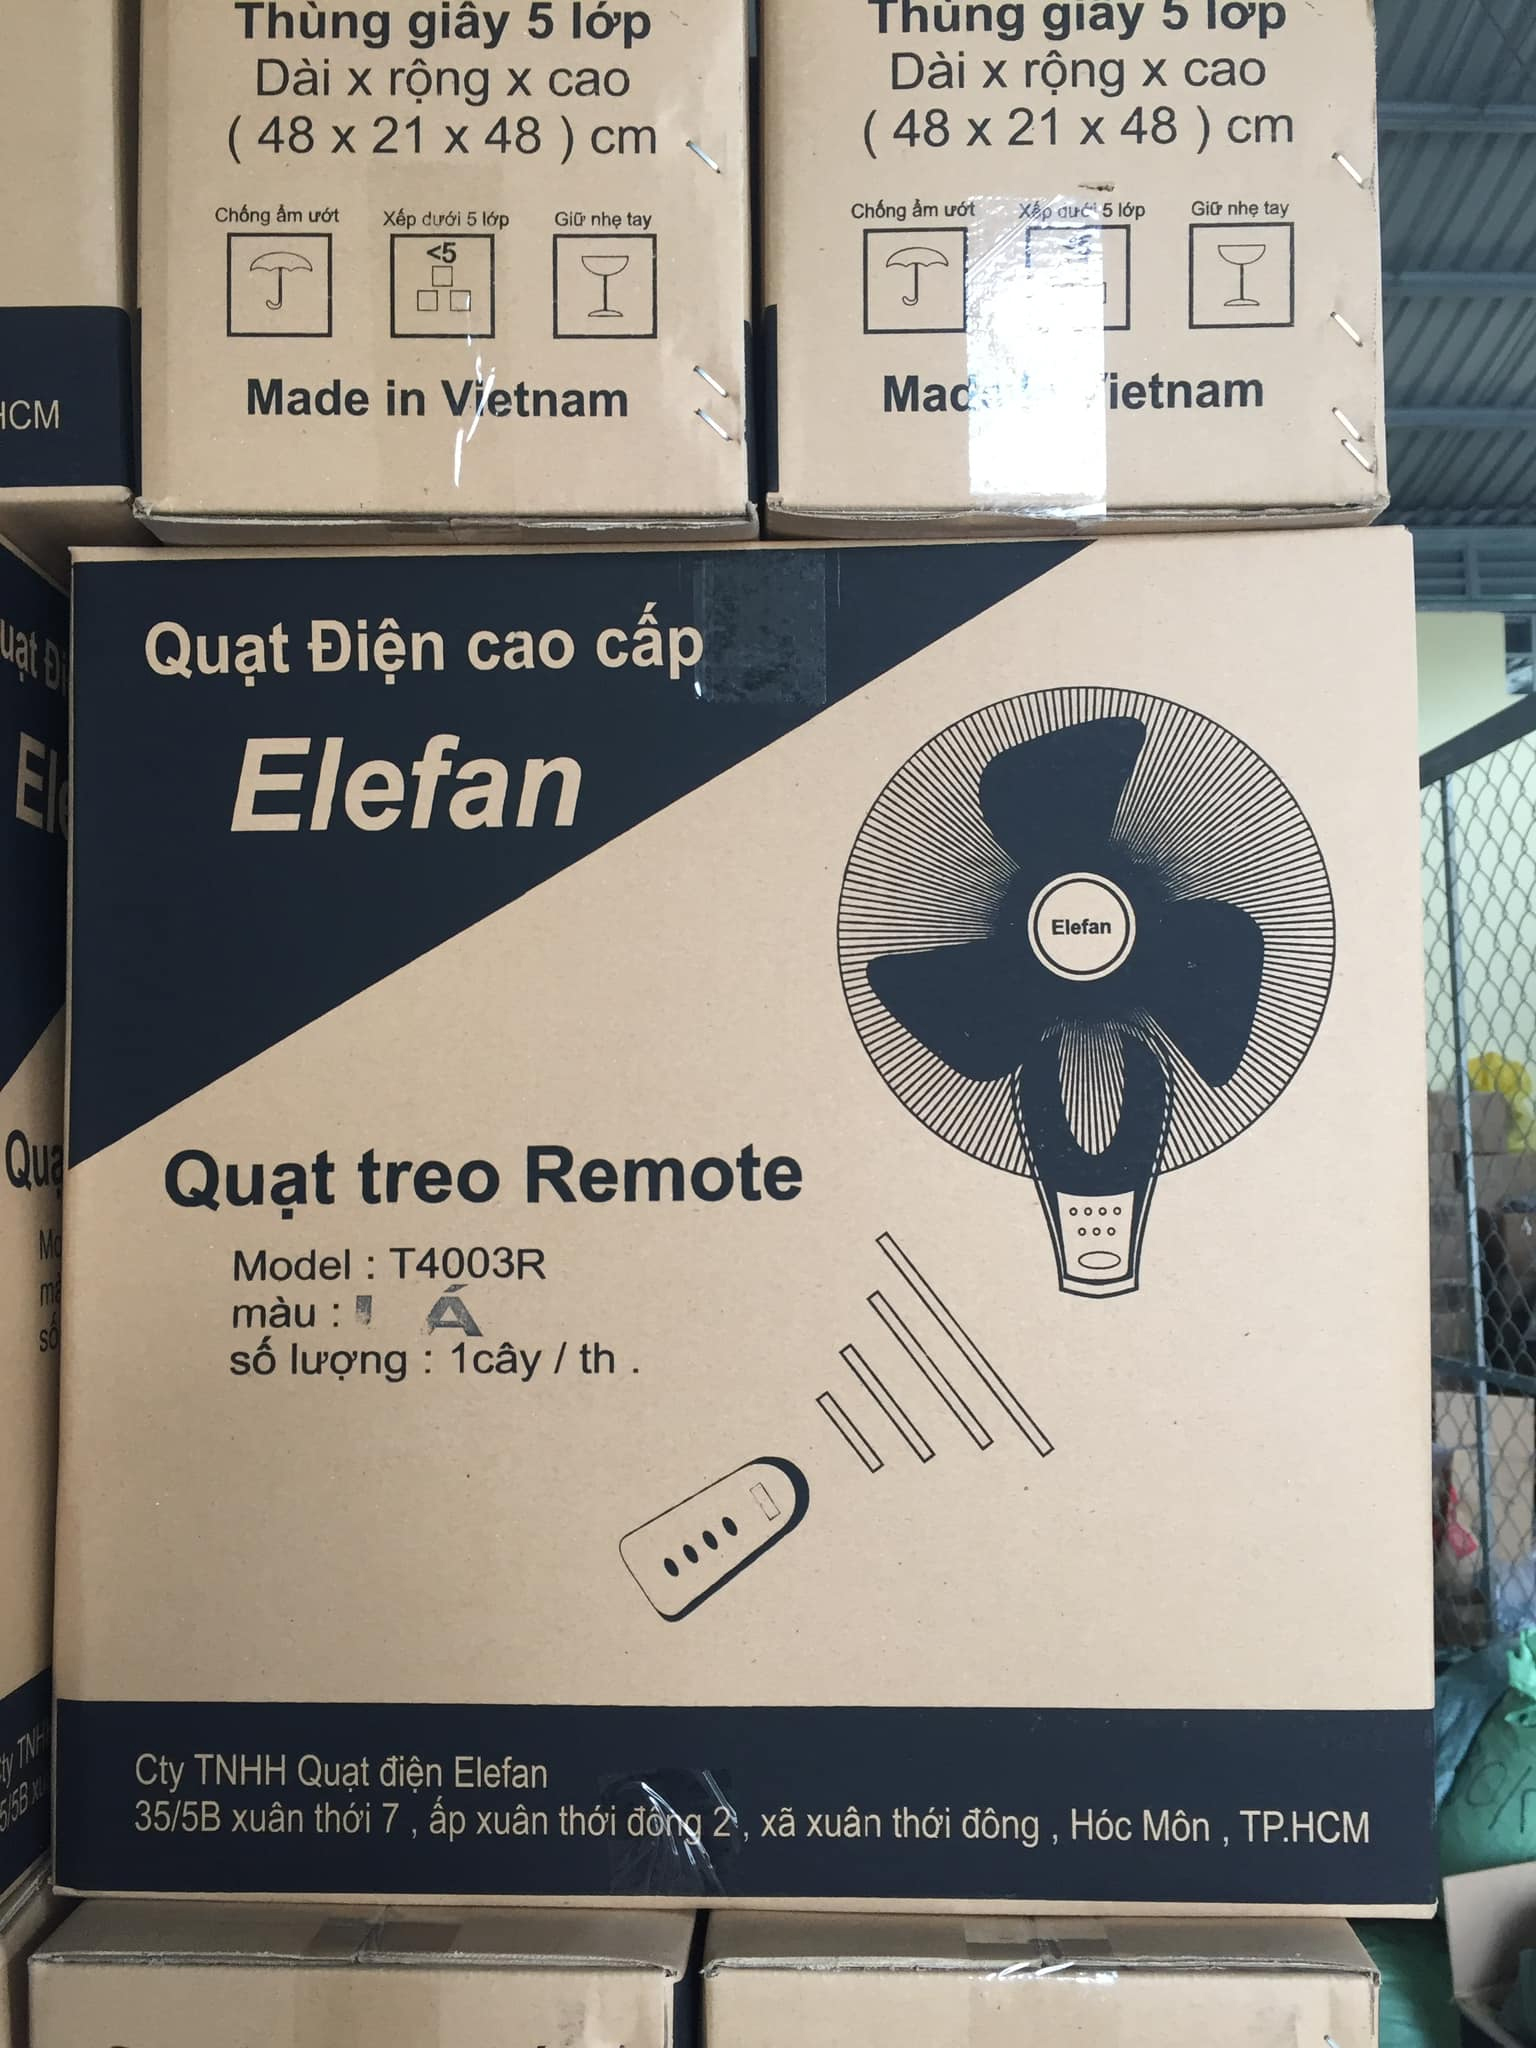 Thùng giấy 5 lớp
Dài x rộng x cao
( 48 x 21 x 48 ) cm
Chống ẩm ướt
Xếp dưới 5 lớp
Giữ nhẹ tay
<5
Made in Vietnam
Thùng giấy 5 lớp
Dài x rộng x cao
( 48 x 21 x 48 ) cm
Chống ẩm ướt
Xếp dưới 5 lớp
Giữ nhẹ tay
Made in Vietnam
HCM
Quạt Điện cao cấp
Elefan
Elefan
Quạt treo Remote
Model : T4003R
màu :
số lượng : 1cây / th .
Cty TNHH Quạt điện Elefan
35/5B xuân thới 7 , ấp xuân thới đông 2 , xã xuân thới đông , Hóc Môn , TP.HCM